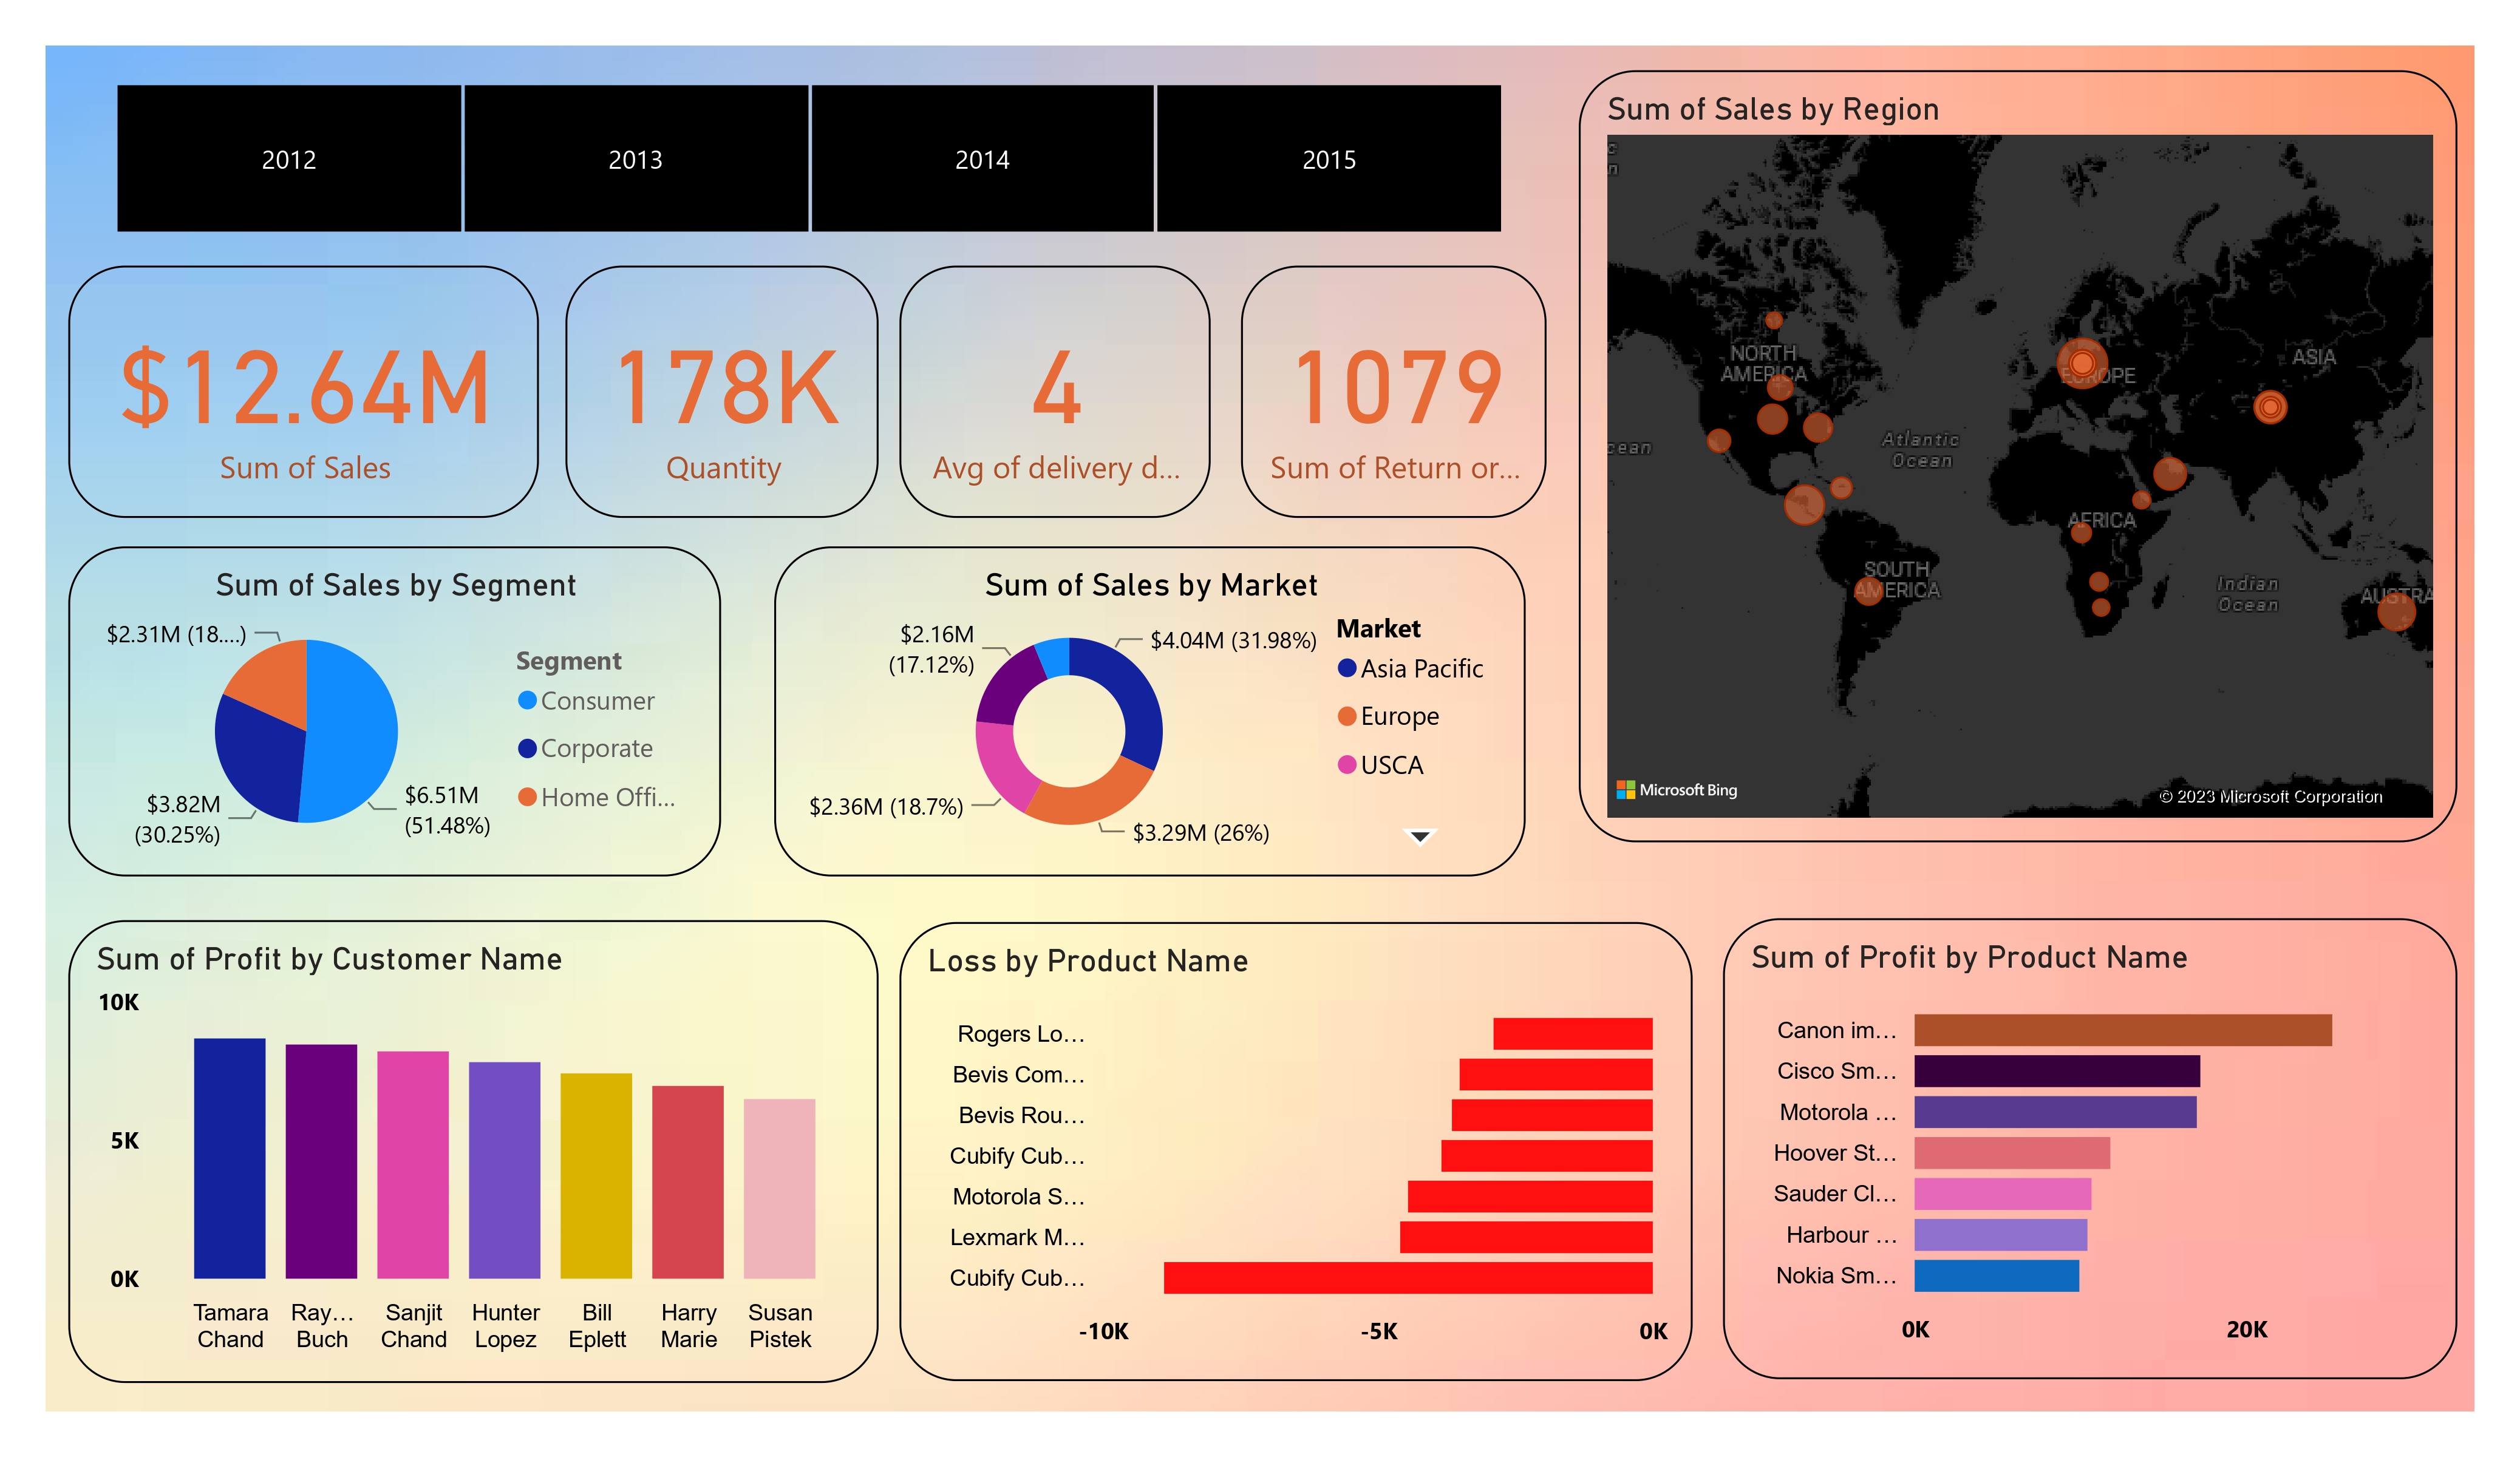 2012
2013
2014
2015
$12.64M
Sum of Sales
178K
Quantity
4
Avg of delivery d...
1079
Sum of Return or...
Sum of Sales by Region
NORTH
AMERICA
EUROPE
ASIA
Atlantic
Ocean
cean
AFRICA
SOUTH
AMERICA
Indian
Ocean
AUSTRA
Microsoft Bing
© 2023 Microsoft Corporation
Sum of Sales by Segment
$2.31M (18....)
$3.82M
(30.25%)
$6.51M
(51.48%)
Segment
Consumer
Corporate
Home Offi...
Sum of Sales by Market
$2.16M
(17.12%)
$4.04M (31.98%)
$2.36M (18.7%)
$3.29M (26%)
Market
Asia Pacific
Europe
USCA
Sum of Profit by Customer Name
10K
5K
0K
Tamara
Chand
Ray...
Buch
Sanjit
Chand
Hunter
Lopez
Bill
Eplett
Harry
Marie
Susan
Pistek
Loss by Product Name
Rogers Lo...
Bevis Com...
Bevis Rou...
Cubify Cub...
Motorola S...
Lexmark M...
Cubify Cub...
-10K
-5K
0K
Sum of Profit by Product Name
Canon im...
Cisco Sm...
Motorola ...
Hoover St...
Sauder Cl...
Harbour ...
Nokia Sm...
0K
20K